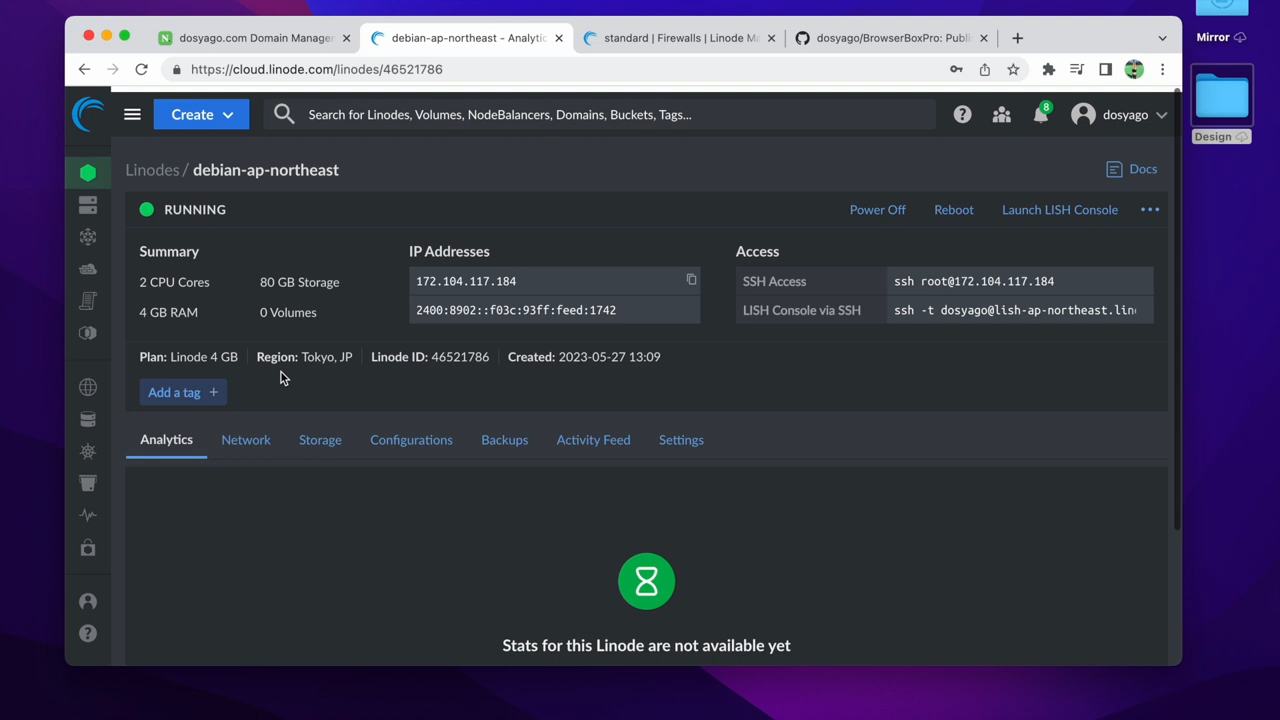 dosyago.com Domain Manager
debian-ap-northeast – Analytic
standard | Firewalls | Linode Ma
dosyago/BrowserBoxPro: Publi
https://cloud.linode.com/linodes/46521786
Mirror
Design
Create
Search for Linodes, Volumes, NodeBalancers, Domains, Buckets, Tags...
8
dosyago
Linodes / debian-ap-northeast
Docs
RUNNING
Power Off
Reboot
Launch LISH Console
Summary
IP Addresses
Access
2 CPU Cores
80 GB Storage
172.104.117.184
SSH Access
ssh root@172.104.117.184
4 GB RAM
0 Volumes
2400:8902::f03c:93ff:feed:1742
LISH Console via SSH
ssh -t dosyago@lish-ap-northeast.lin
Plan: Linode 4 GB
Region: Tokyo, JP
Linode ID: 46521786
Created: 2023-05-27 13:09
Add a tag +
Analytics
Network
Storage
Configurations
Backups
Activity Feed
Settings
Stats for this Linode are not available yet